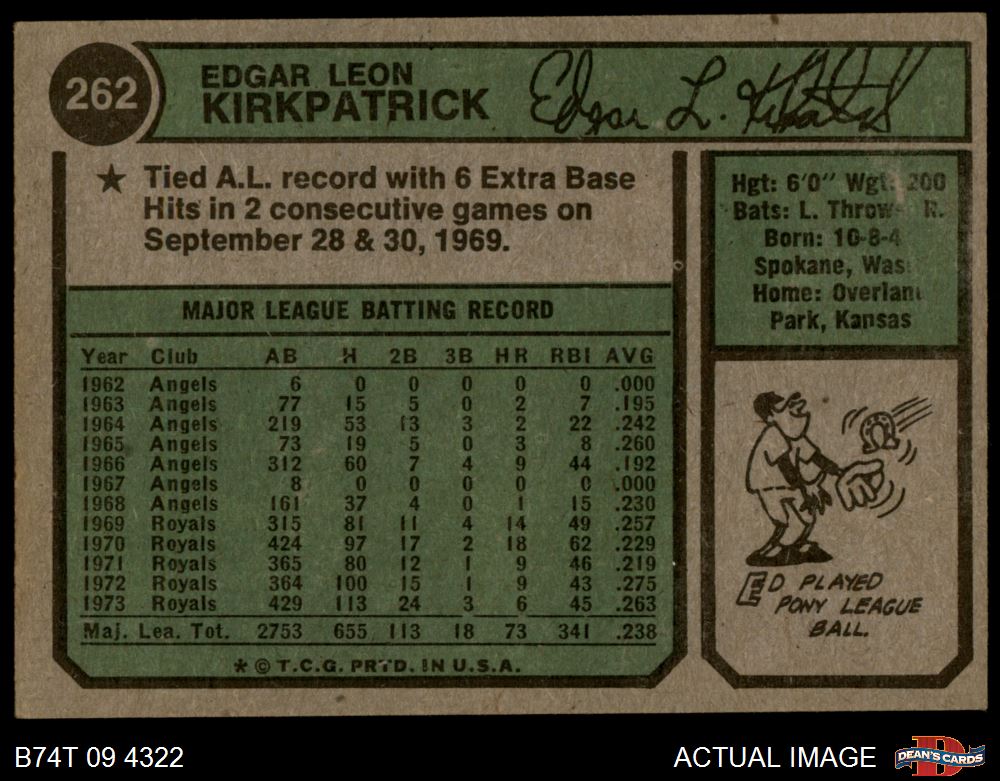 262
EDGAR LEON
KIRKPATRICK
Edgar L. Kirkpatrick
★ Tied A.L. record with 6 Extra Base
Hits in 2 consecutive games on
September 28 & 30, 1969.
MAJOR LEAGUE BATTING RECORD
Year Club AB H 2B 3B HR RBI AVG
1962 Angels 6 0 0 0 0 0 .000
1963 Angels 77 15 5 0 2 7 .195
1964 Angels 219 53 13 3 2 22 .242
1965 Angels 73 19 5 0 3 8 .260
1966 Angels 312 60 7 4 9 44 .192
1967 Angels 8 0 0 0 0 0 .000
1968 Angels 161 37 4 0 1 15 .230
1969 Royals 315 81 11 4 14 49 .257
1970 Royals 424 97 17 2 18 62 .229
1971 Royals 365 80 12 1 9 46 .219
1972 Royals 364 100 15 1 9 43 .275
1973 Royals 429 113 24 3 6 45 .263
Maj. Lea. Tot. 2753 655 113 18 73 341 .238
* © T.C.G. PRTD. IN U.S.A.
Hgt: 6'0" Wgt: 200
Bats: L. Throws R.
Born: 10-8-4
Spokane, Was
Home: Overland
Park, Kansas
ED PLAYED
PONY LEAGUE
BALL.
B74T 09 4322
ACTUAL IMAGE
D
DEAN'S CARDS